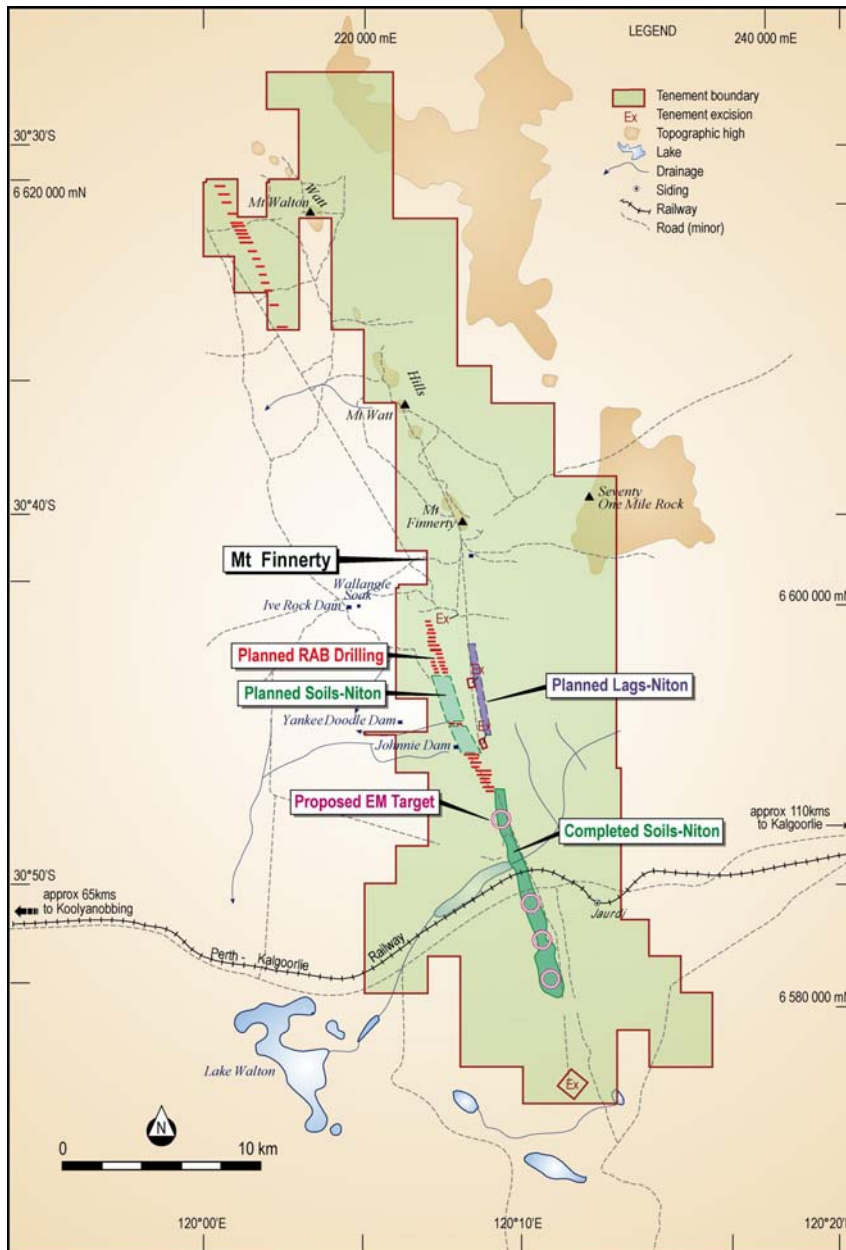 220 000 mE
LEGEND
240 000 mE
Tenement boundary
Ex
Tenement excision
Topographic high
Lake
Drainage
Siding
Railway
Road (minor)
30°30'S
6 620 000 mN
Watt
Mt Walton
Hills
Mt Watt
30°40'S
Mt
Finnerty
Seventy
One Mile Rock
Mt Finnerty
Wallangie
Soak
Ive Rock Dam
6 600 000 mN
Ex
Planned RAB Drilling
Ex
Planned Soils-Niton
Planned Lags-Niton
Yankee Doodle Dam
Ex
Johnnie Dam
Proposed EM Target
Completed Soils-Niton
approx 110kms
to Kalgoorlie
30°50'S
approx 65kms
to Koolyanobbing
Jaurdi
Perth - Kalgoorlie
Railway
6 580 000 mN
Lake Walton
Ex
N
0
10 km
120°00'E
120°10'E
120°20'E